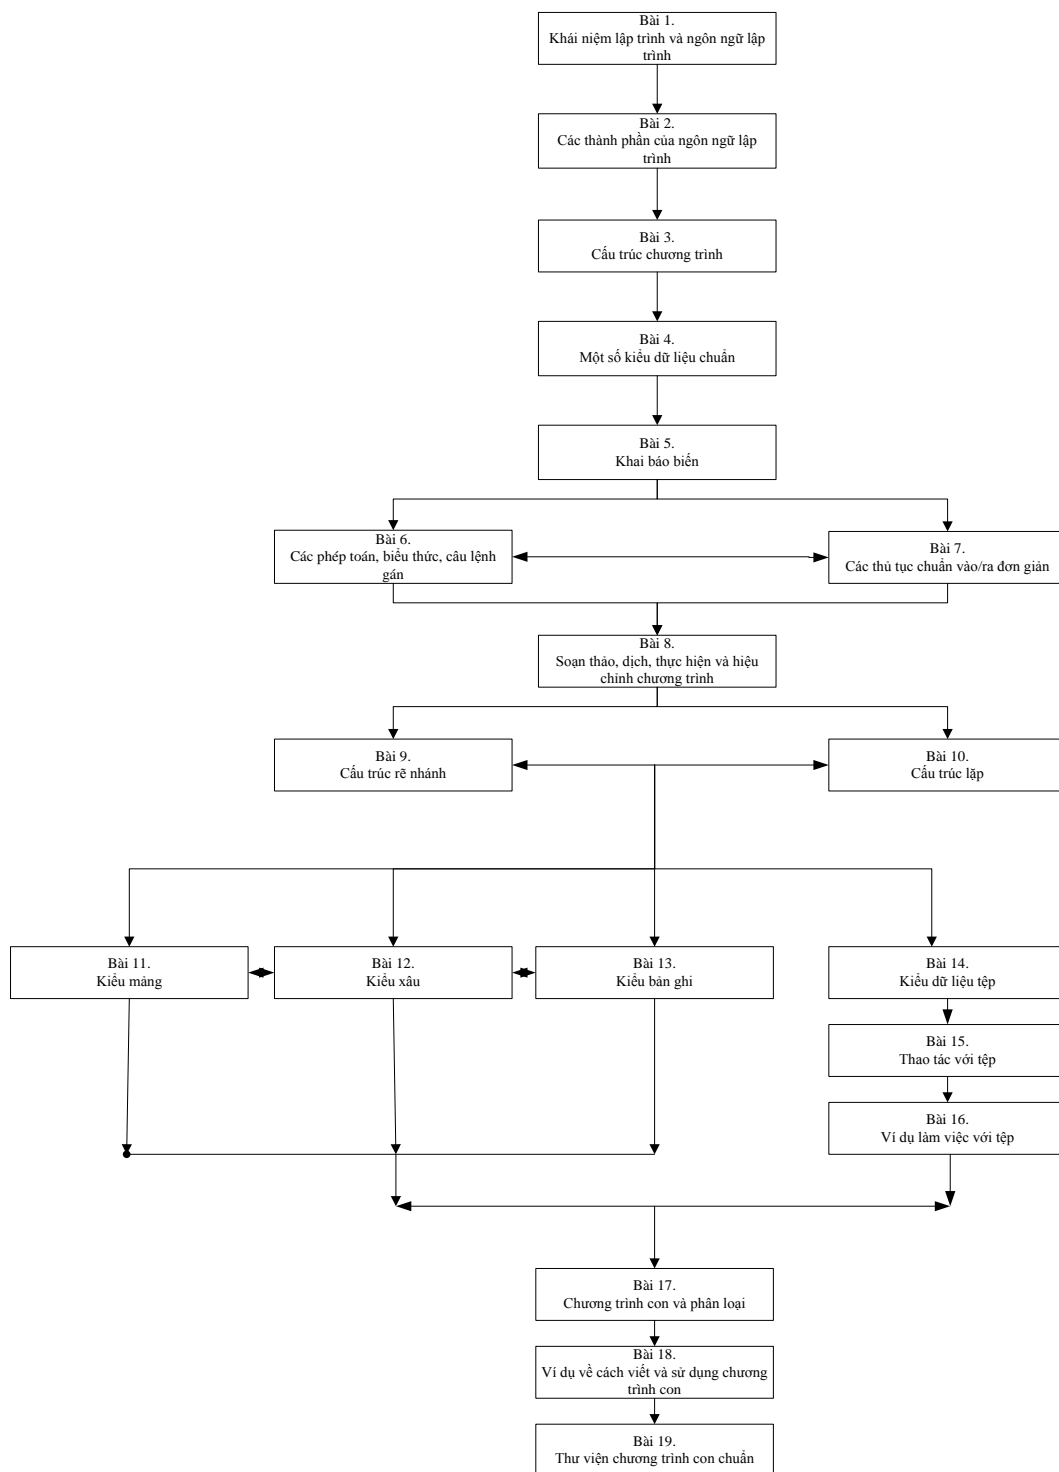 Bài 1.
Khái niệm lập trình và ngôn ngữ lập
trình
Bài 2.
Các thành phần của ngôn ngữ lập
trình
Bài 3.
Cấu trúc chương trình
Bài 4.
Một số kiểu dữ liệu chuẩn
Bài 5.
Khai báo biến
Bài 6.
Các phép toán, biểu thức, câu lệnh
gán
Bài 7.
Các thủ tục chuẩn vào/ra đơn giản
Bài 8.
Soạn thảo, dịch, thực hiện và hiệu
chỉnh chương trình
Bài 9.
Cấu trúc rẽ nhánh
Bài 10.
Cấu trúc lặp
Bài 11.
Kiểu mảng
Bài 12.
Kiểu xâu
Bài 13.
Kiểu bản ghi
Bài 14.
Kiểu dữ liệu tệp
Bài 15.
Thao tác với tệp
Bài 16.
Ví dụ làm việc với tệp
Bài 17.
Chương trình con và phân loại
Bài 18.
Ví dụ về cách viết và sử dụng chương
trình con
Bài 19.
Thư viện chương trình con chuẩn